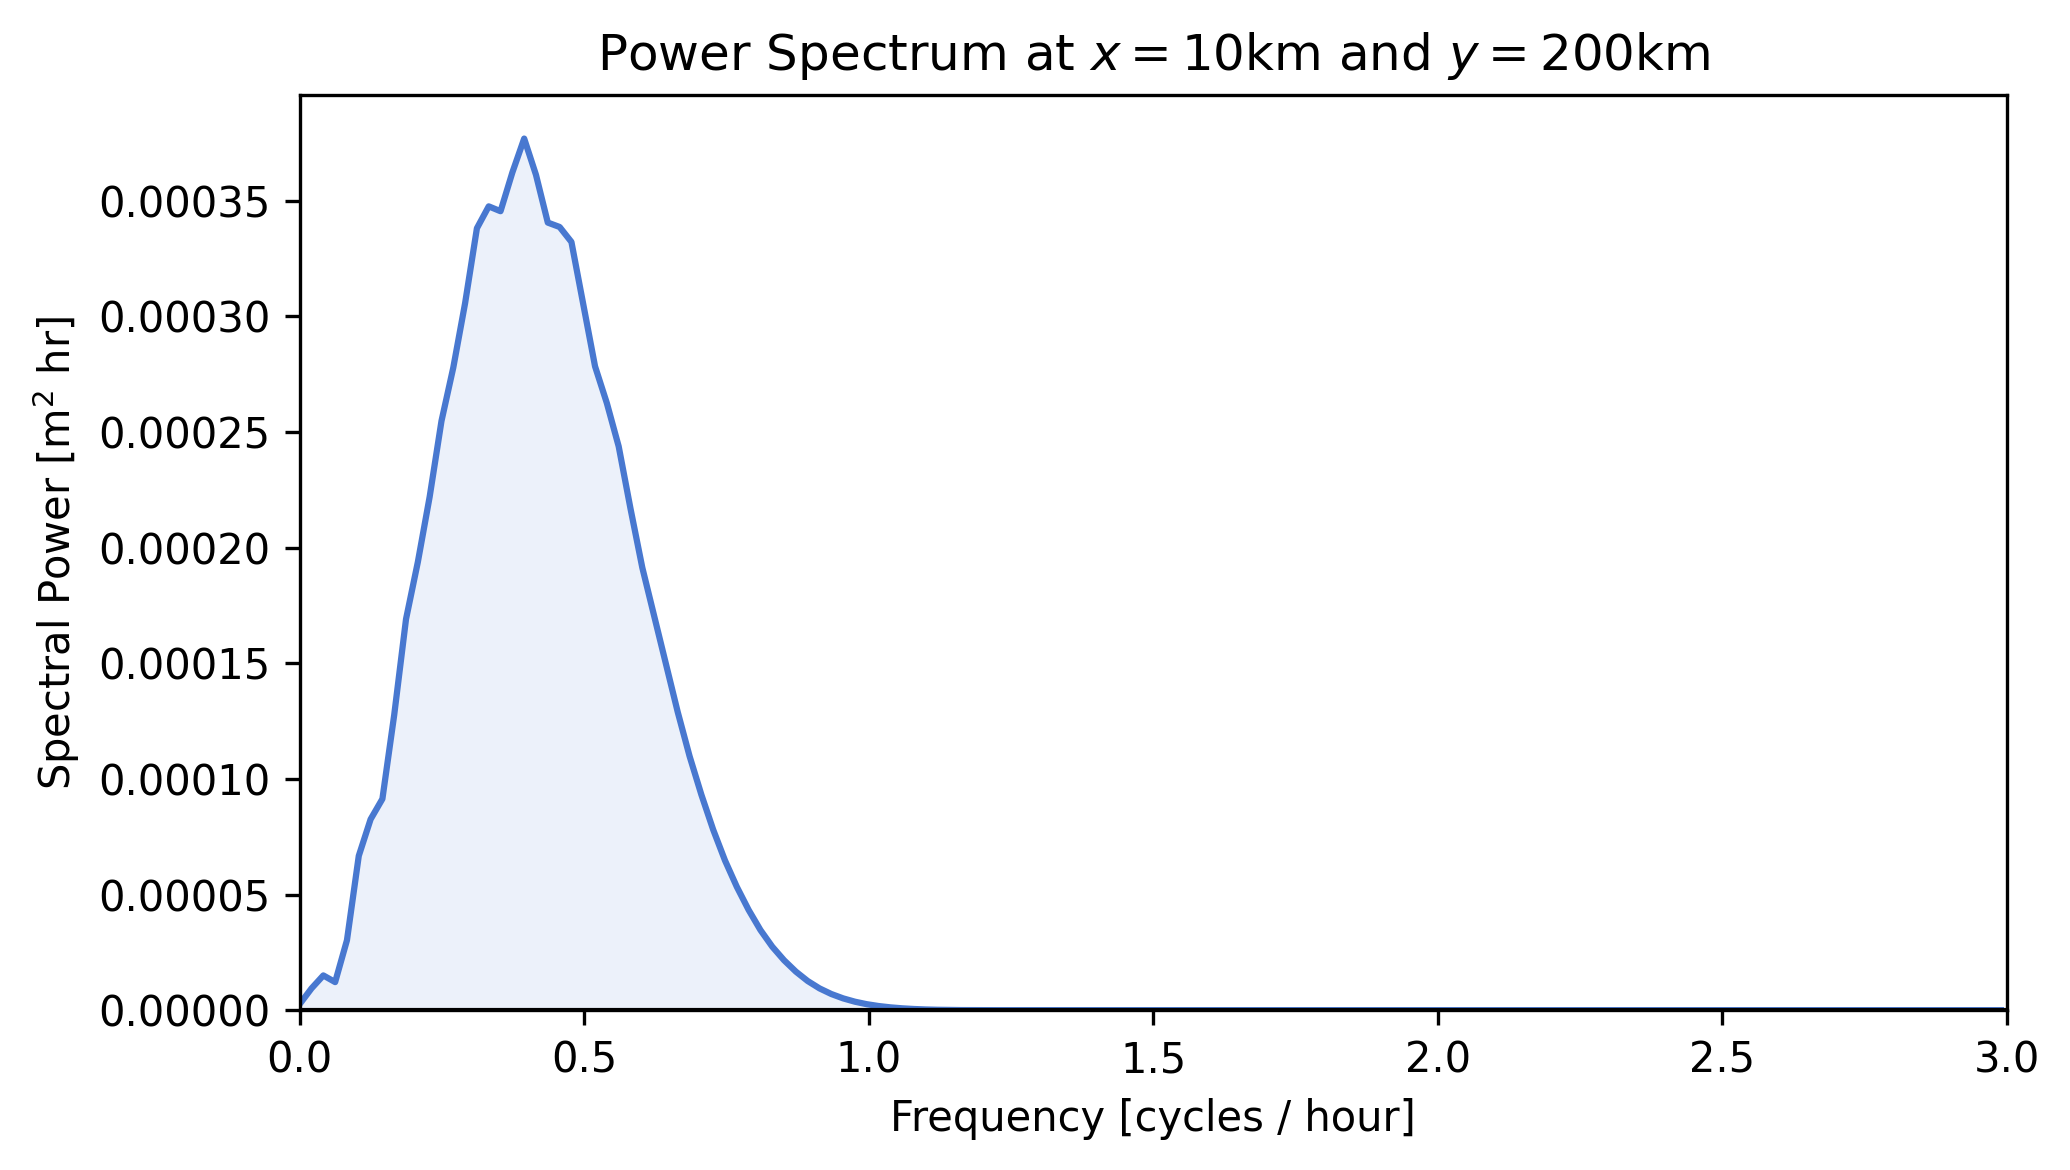 Power Spectrum at x = 10km and y = 200km
Spectral Power [m² hr]
0.00035
0.00030
0.00025
0.00020
0.00015
0.00010
0.00005
0.00000
0.0 0.5 1.0 1.5 2.0 2.5 3.0
Frequency [cycles / hour]